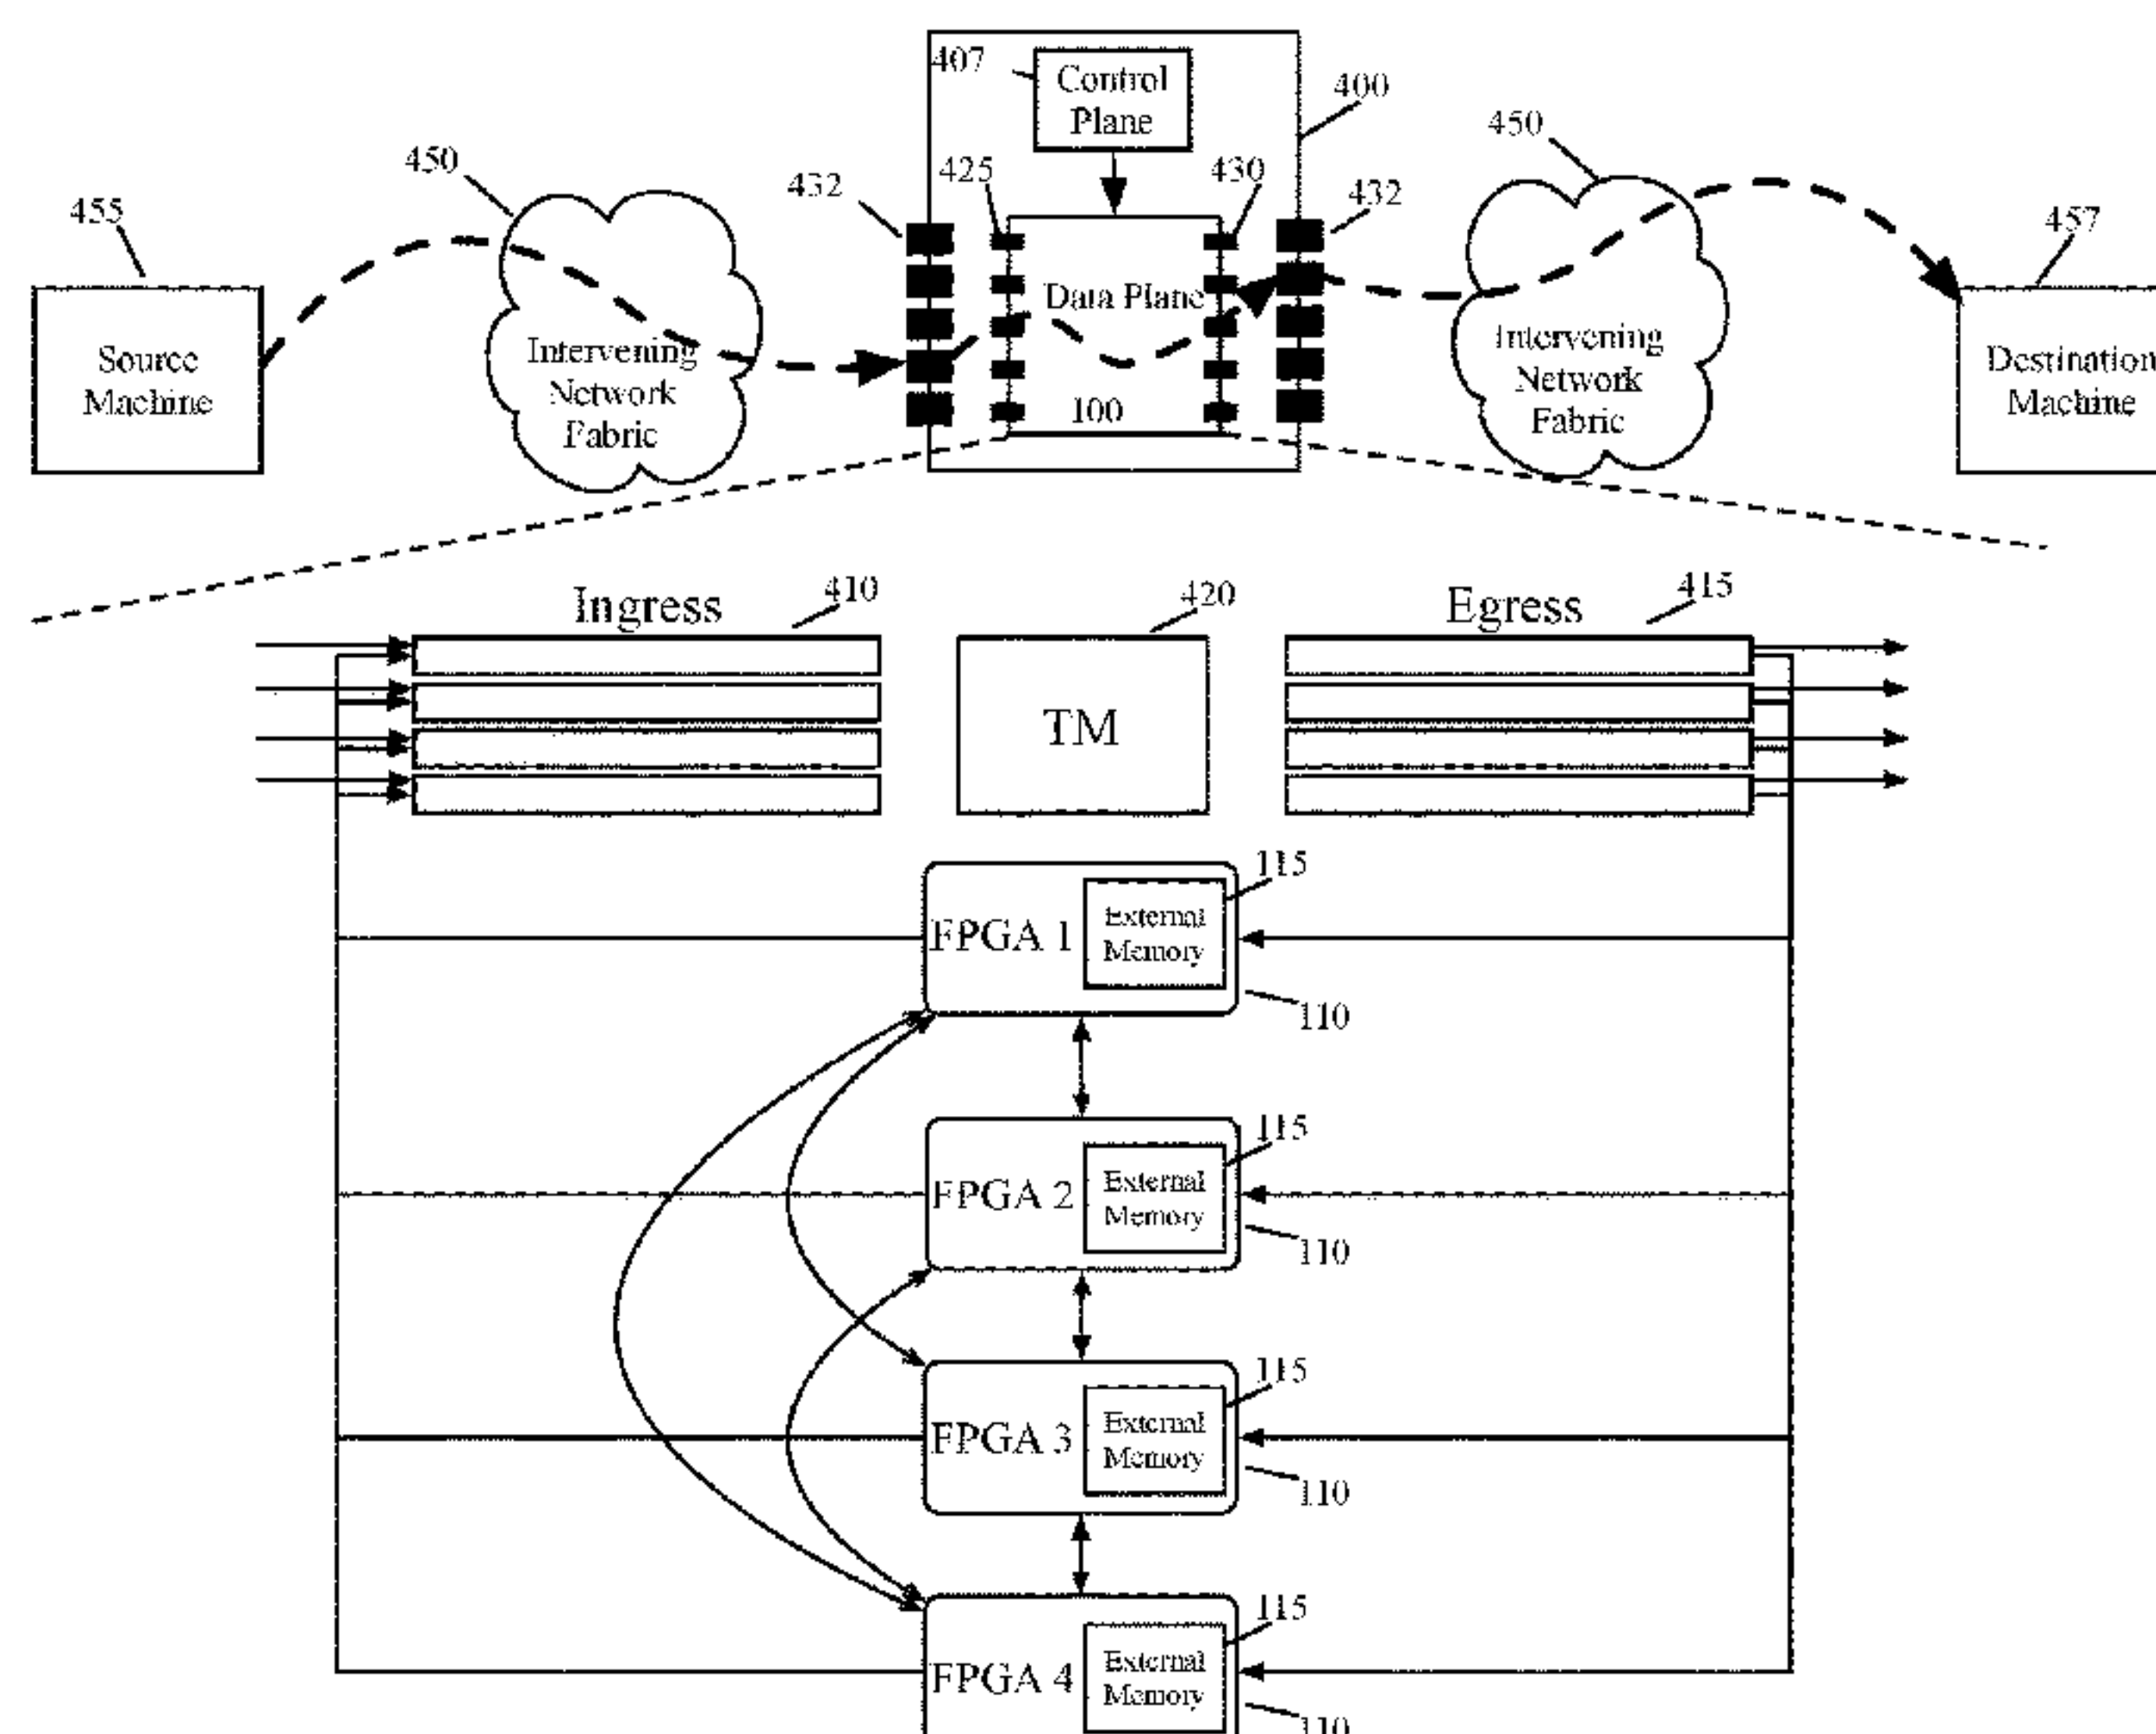 407
Control
Plane
400
450
450
425
430
432
432
455
457
Data Plane
Source
Machine
Intervening
Network
Fabric
100
Intervening
Network
Fabric
Destination
Machine
Ingress
410
420
Egress
415
TM
115
FPGA 1
External
Memory
110
115
FPGA 2
External
Memory
110
115
FPGA 3
External
Memory
110
115
FPGA 4
External
Memory
110